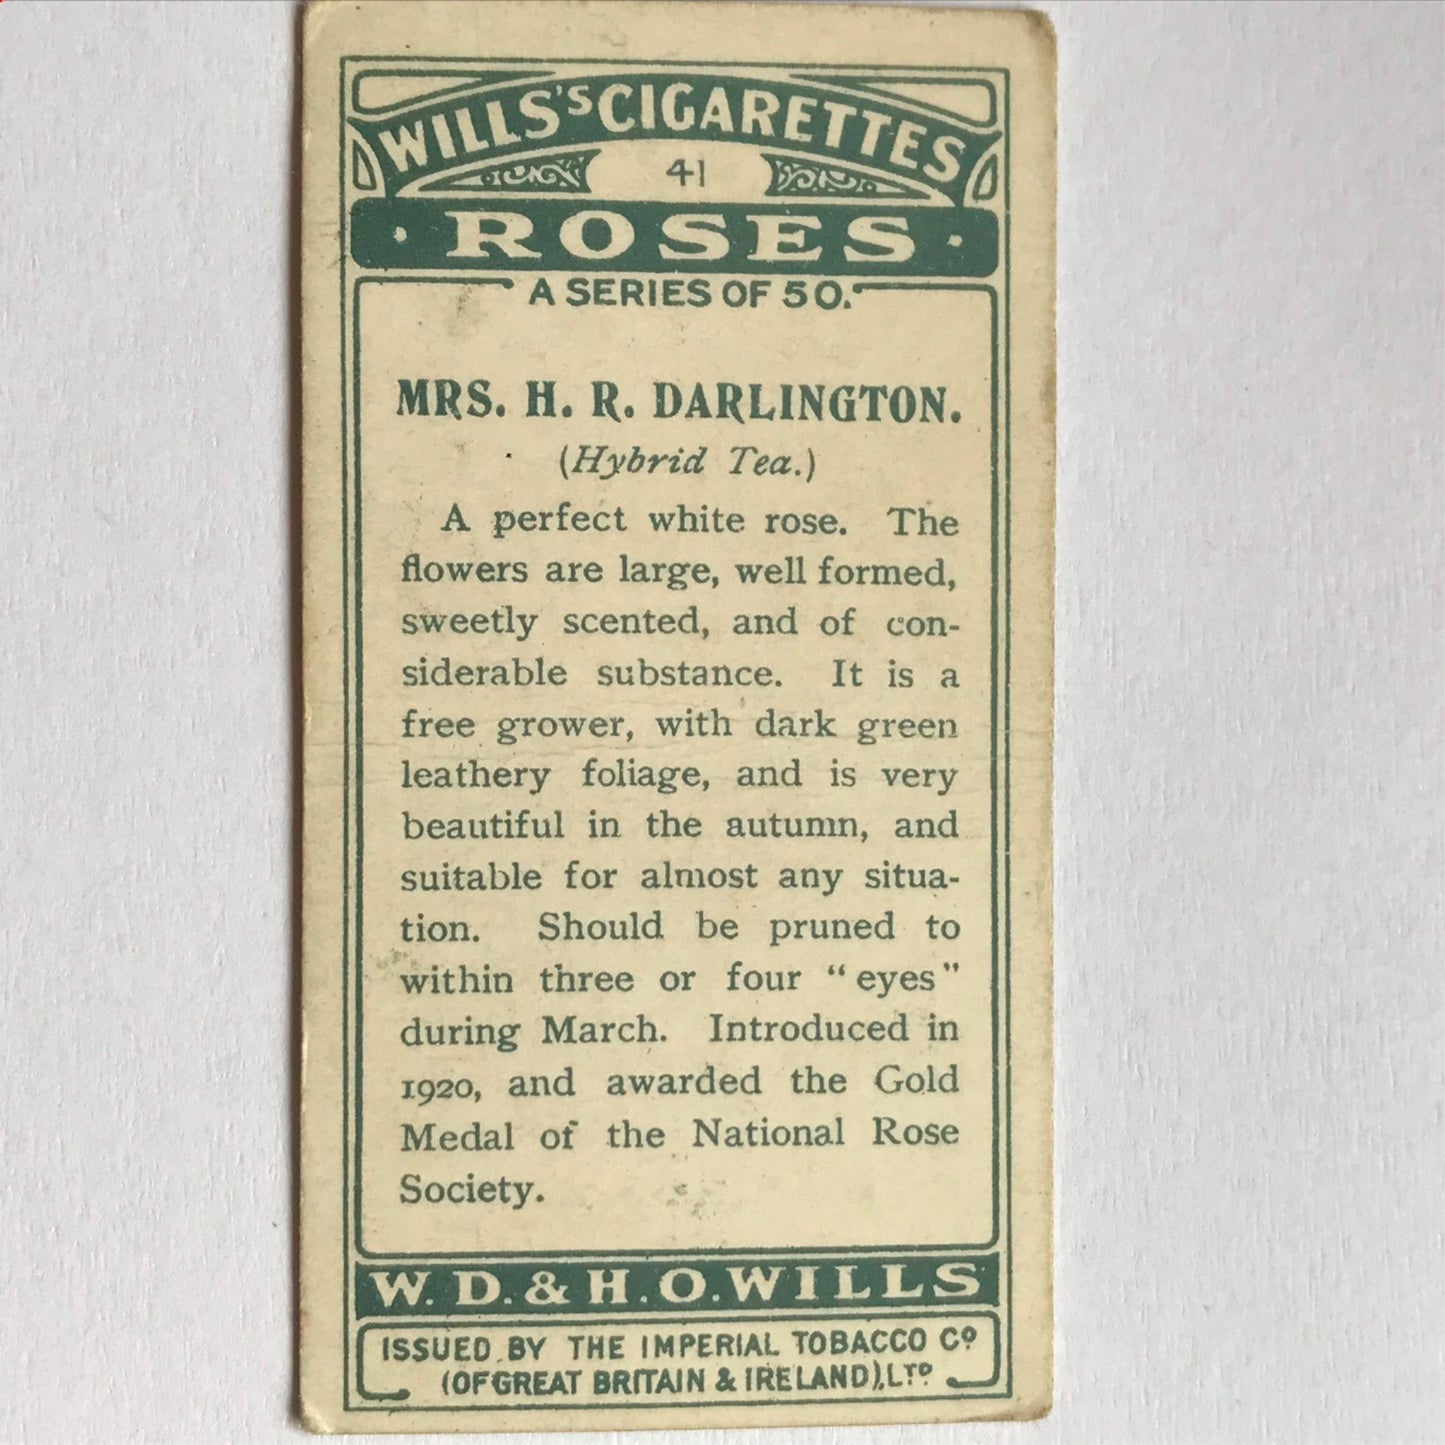 WILLS'S CIGARETTES
41
· ROSES ·
A SERIES OF 50.
MRS. H. R. DARLINGTON.
(Hybrid Tea.)
A perfect white rose. The
flowers are large, well formed,
sweetly scented, and of con-
siderable substance. It is a
free grower, with dark green
leathery foliage, and is very
beautiful in the autumn, and
suitable for almost any situa-
tion. Should be pruned to
within three or four “eyes”
during March. Introduced in
1920, and awarded the Gold
Medal of the National Rose
Society.
W. D. & H. O. WILLS
ISSUED BY THE IMPERIAL TOBACCO Cº
(OF GREAT BRITAIN & IRELAND), LTº